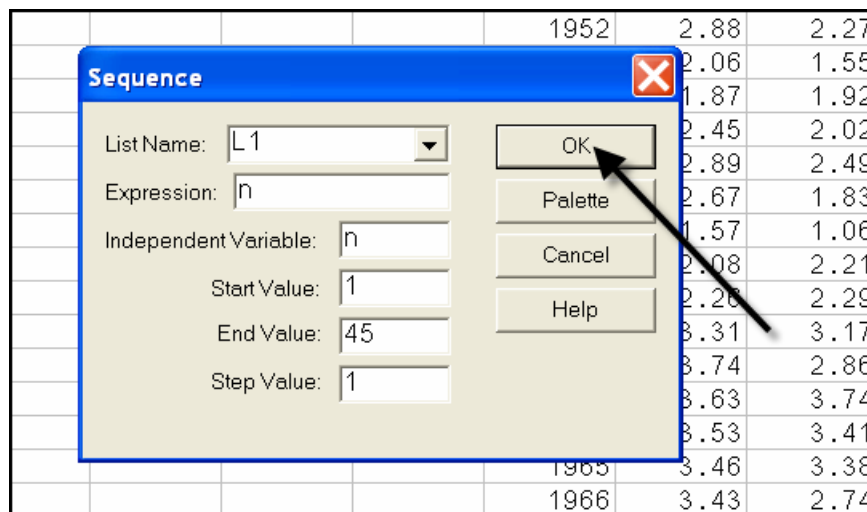 1952 2.88 2.27
Sequence
2.06 1.55
1.87 1.92
List Name: L1 OK
2.45 2.02
2.89 2.49
Expression: n Palette
2.67 1.83
Independent Variable: n
1.57 1.06
Cancel
2.08 2.21
Start Value: 1
2.26 2.29
End Value: 45 Help
3.31 3.17
Step Value: 1
3.74 2.86
3.63 3.74
3.53 3.41
1965 3.46 3.38
1966 3.43 2.74